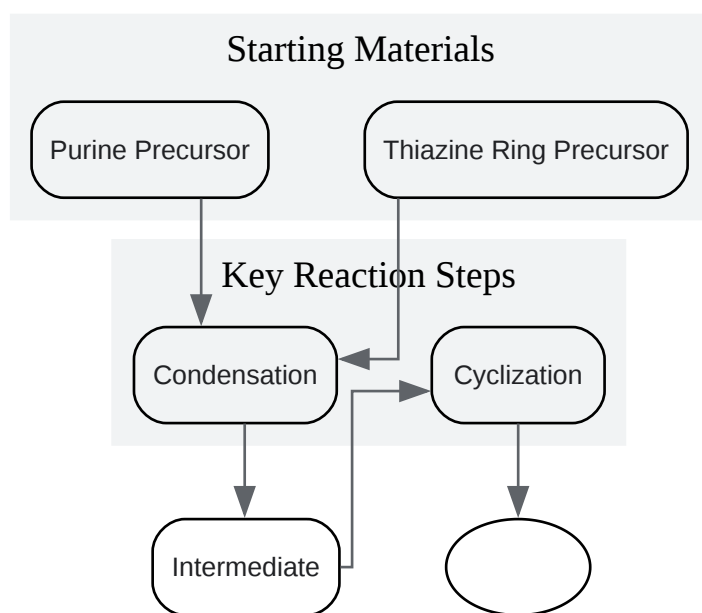 Starting Materials
Purine Precursor
Thiazine Ring Precursor
Key Reaction Steps
Condensation
Cyclization
Intermediate